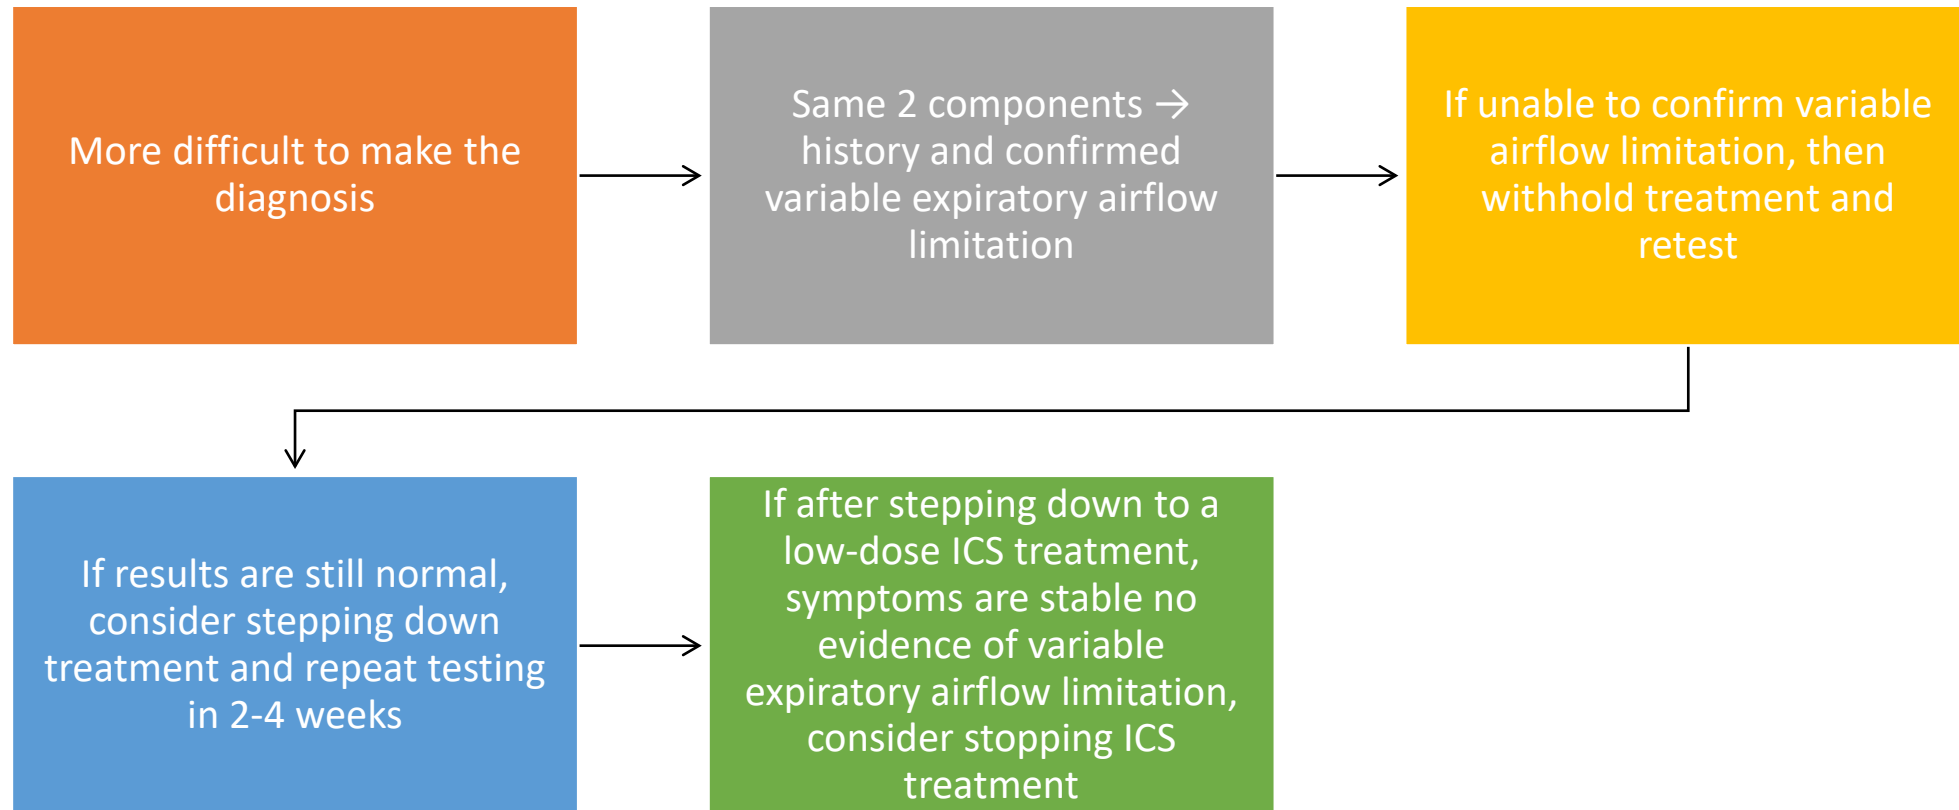 More difficult to make the
diagnosis
Same 2 components →
history and confirmed
variable expiratory airflow
limitation
If unable to confirm variable
airflow limitation, then
withhold treatment and
retest
If results are still normal,
consider stepping down
treatment and repeat testing
in 2-4 weeks
If after stepping down to a
low-dose ICS treatment,
symptoms are stable no
evidence of variable
expiratory airflow limitation,
consider stopping ICS
treatment